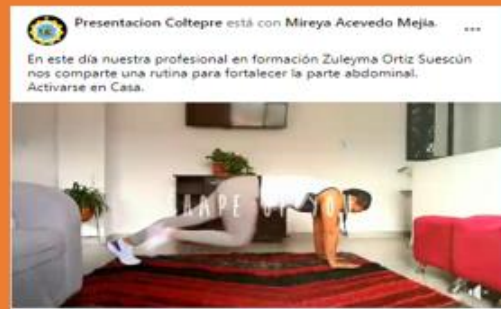 Presentacion Coltepre está con Mireya Acevedo Mejia.
En este día nuestra profesional en formación Zuleyma Ortiz Suescún
nos comparte una rutina para fortalecer la parte abdominal.
Activarse en Casa.